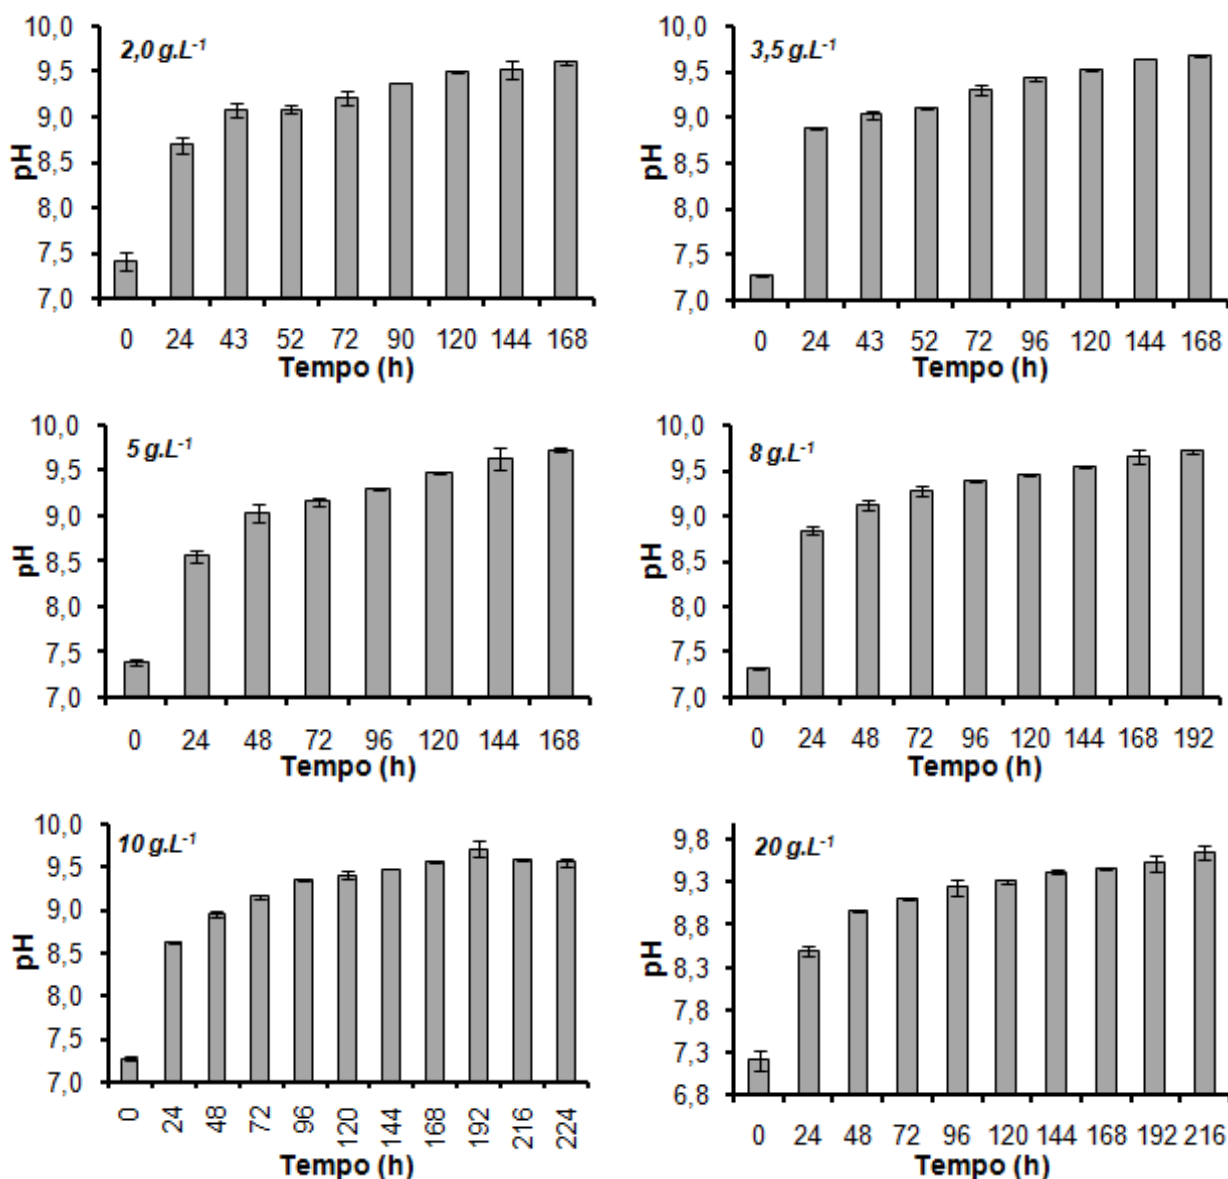 2,0 g.L-1
pH
10,0
9,5
9,0
8,5
8,0
7,5
7,0
0 24 43 52 72 90 120 144 168
Tempo (h)
3,5 g.L-1
pH
10,0
9,5
9,0
8,5
8,0
7,5
7,0
0 24 43 52 72 96 120 144 168
Tempo (h)
5 g.L-1
pH
10,0
9,5
9,0
8,5
8,0
7,5
7,0
0 24 48 72 96 120 144 168
Tempo (h)
8 g.L-1
pH
10,0
9,5
9,0
8,5
8,0
7,5
7,0
0 24 48 72 96 120 144 168 192
Tempo (h)
10 g.L-1
pH
10,0
9,5
9,0
8,5
8,0
7,5
7,0
0 24 48 72 96 120 144 168 192 216 224
Tempo (h)
20 g.L-1
pH
9,8
9,3
8,8
8,3
7,8
7,3
6,8
0 24 48 72 96 120 144 168 192 216
Tempo (h)